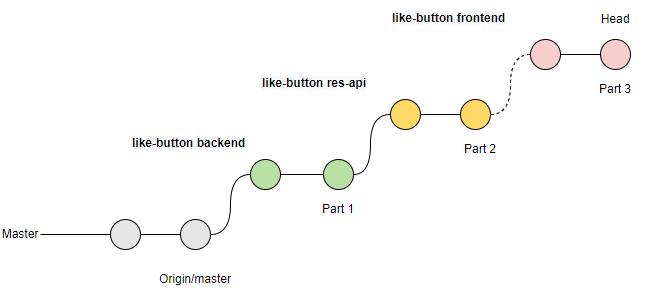 like-button frontend
Head
like-button res-api
Part 3
like-button backend
Part 2
Part 1
Master
Origin/master